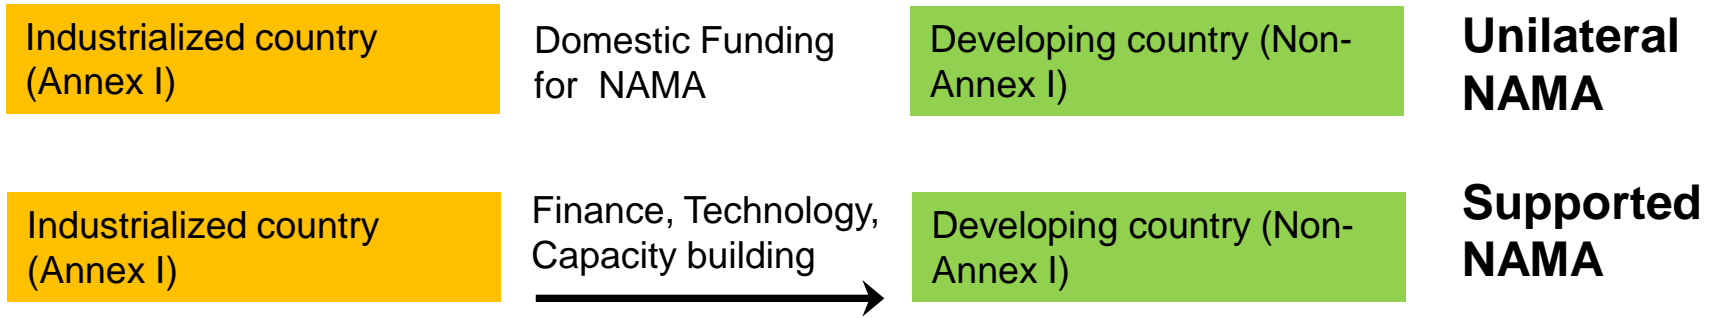 Industrialized country
(Annex I)
Domestic Funding
for NAMA
Developing country (Non-
Annex I)
Unilateral
NAMA
Industrialized country
(Annex I)
Finance, Technology,
Capacity building
Developing country (Non-
Annex I)
Supported
NAMA